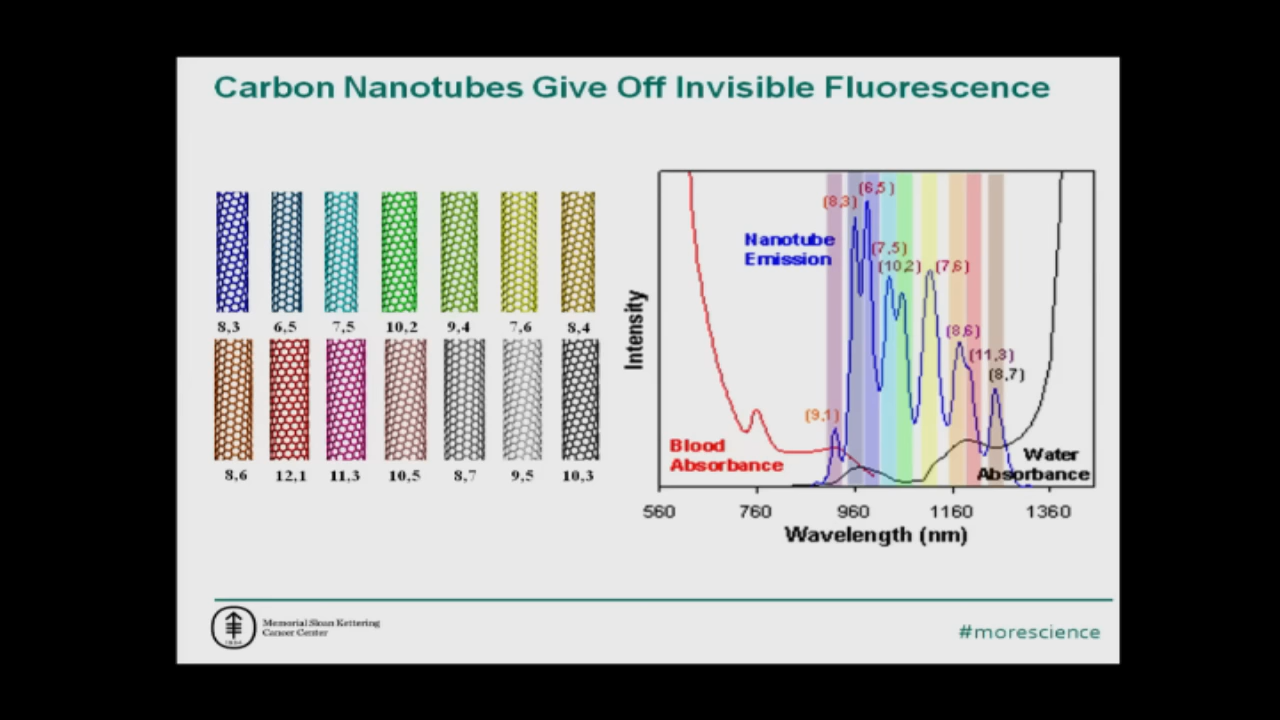 Carbon Nanotubes Give Off Invisible Fluorescence
8,3 6,5 7,5 10,2 9,4 7,6 8,4
8,6 12,1 11,3 10,5 8,7 9,5 10,3
(6,5)
(8,3)
Nanotube
Emission
(7,5)
(10,2) (7,6)
(8,6)
(11,3)
(8,7)
(9,1)
Blood
Absorbance
Water
Absorbance
Intensity
560 760 960 1160 1360
Wavelength (nm)
Memorial Sloan Kettering
Cancer Center
1884
#morescience